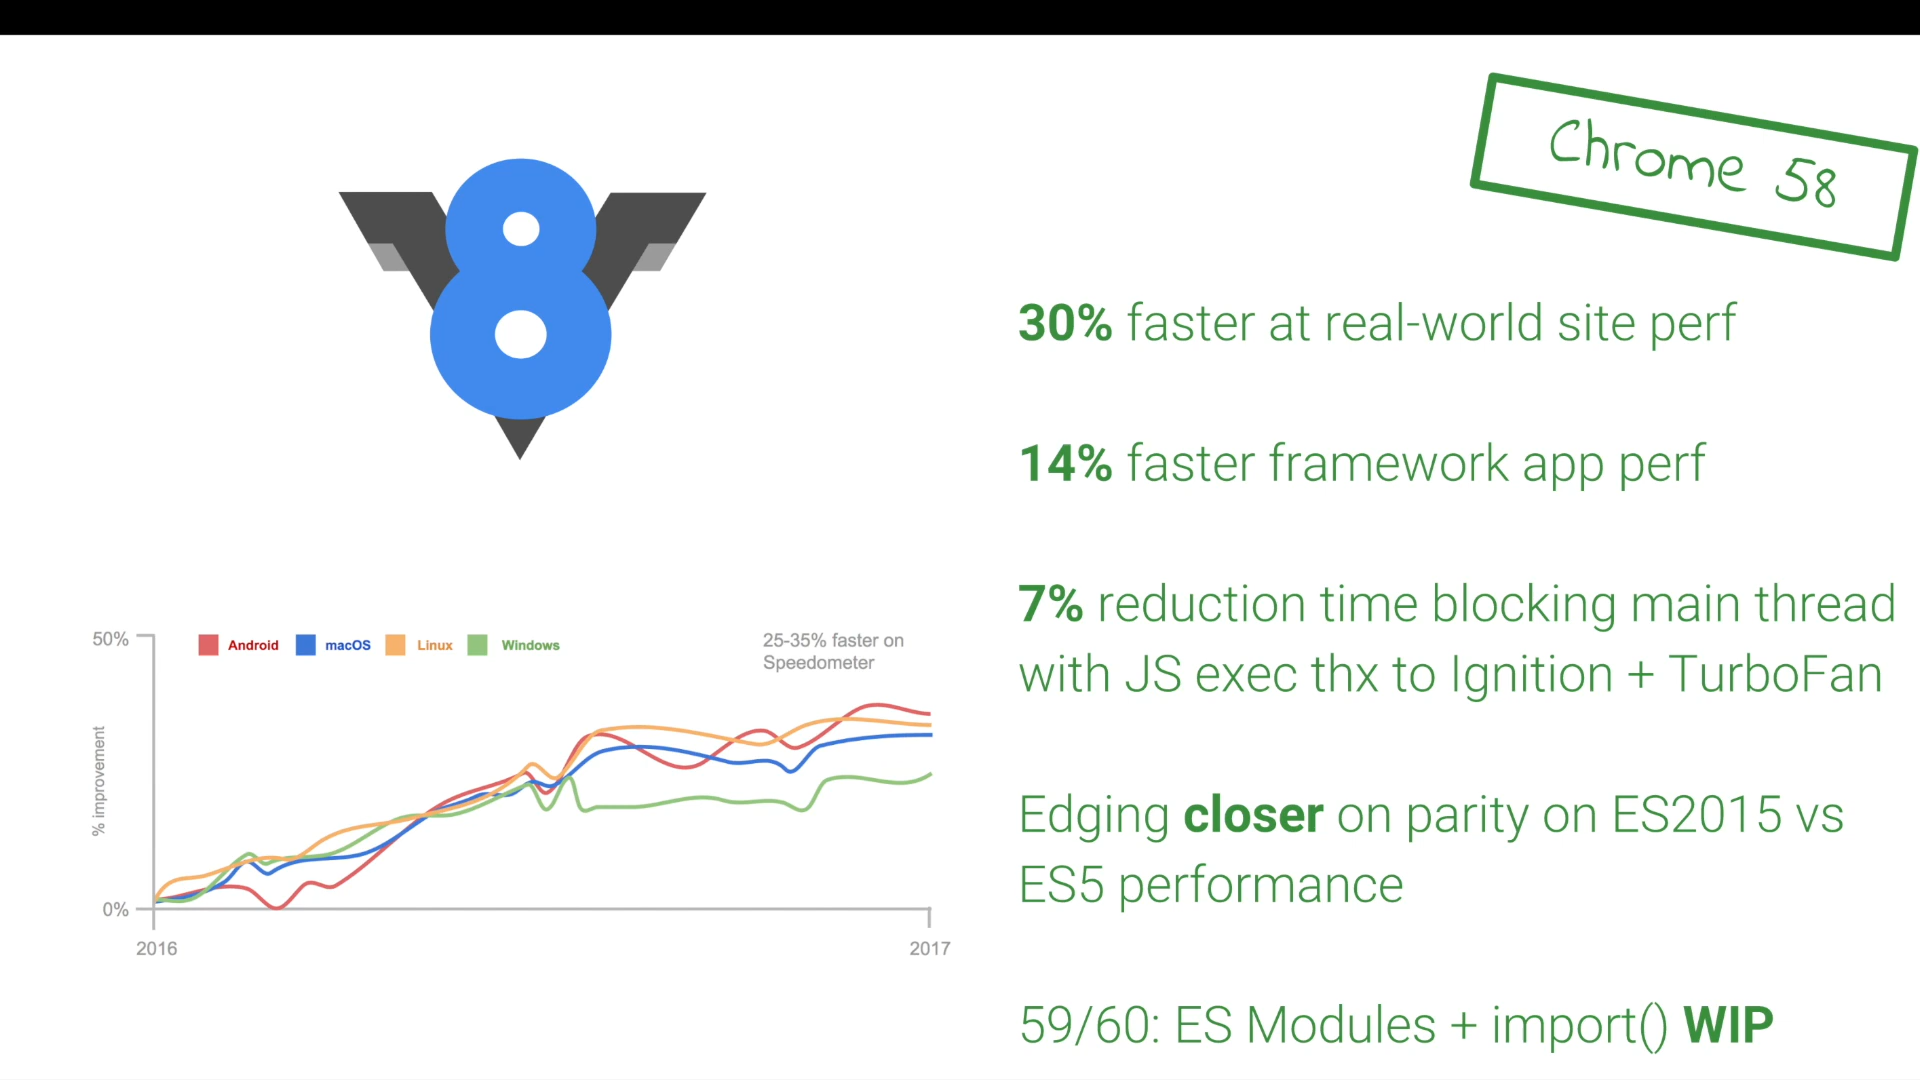 Chrome 58
8
30% faster at real-world site perf
14% faster framework app perf
7% reduction time blocking main thread
with JS exec thx to Ignition + TurboFan
Edging closer on parity on ES2015 vs
ES5 performance
59/60: ES Modules + import() WIP
50%
Android macOS Linux Windows
25-35% faster on
Speedometer
% improvement
0%
2016
2017